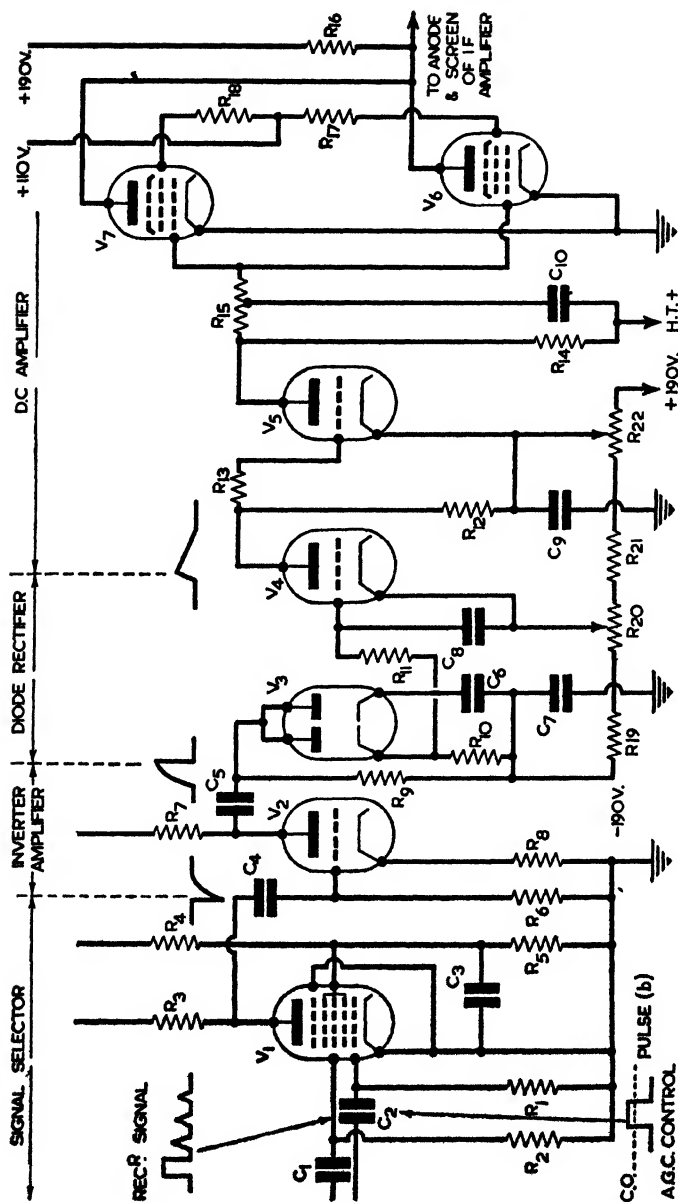 SIGNAL SELECTOR
INVERTER
AMPLIFIER
DIODE RECTIFIER
D.C AMPLIFIER
+110V.
+190V.
REC^R. SIGNAL
R3
R4
R7
C4
C5
V1
V2
V3
V4
R13
V5
R15
V7
R18
R17
R16
V6
TO ANODE
& SCREEN
OF I F
AMPLIFIER
C1
C2
C3
R2
R1
R5
R6
R8
R9
R10
R11
C6
C7
C8
R12
C9
R14
C10
-190V.
R19
R20
R21
R22
+190V.
H.T.+
C.O.
PULSE (b)
A.G.C. CONTROL